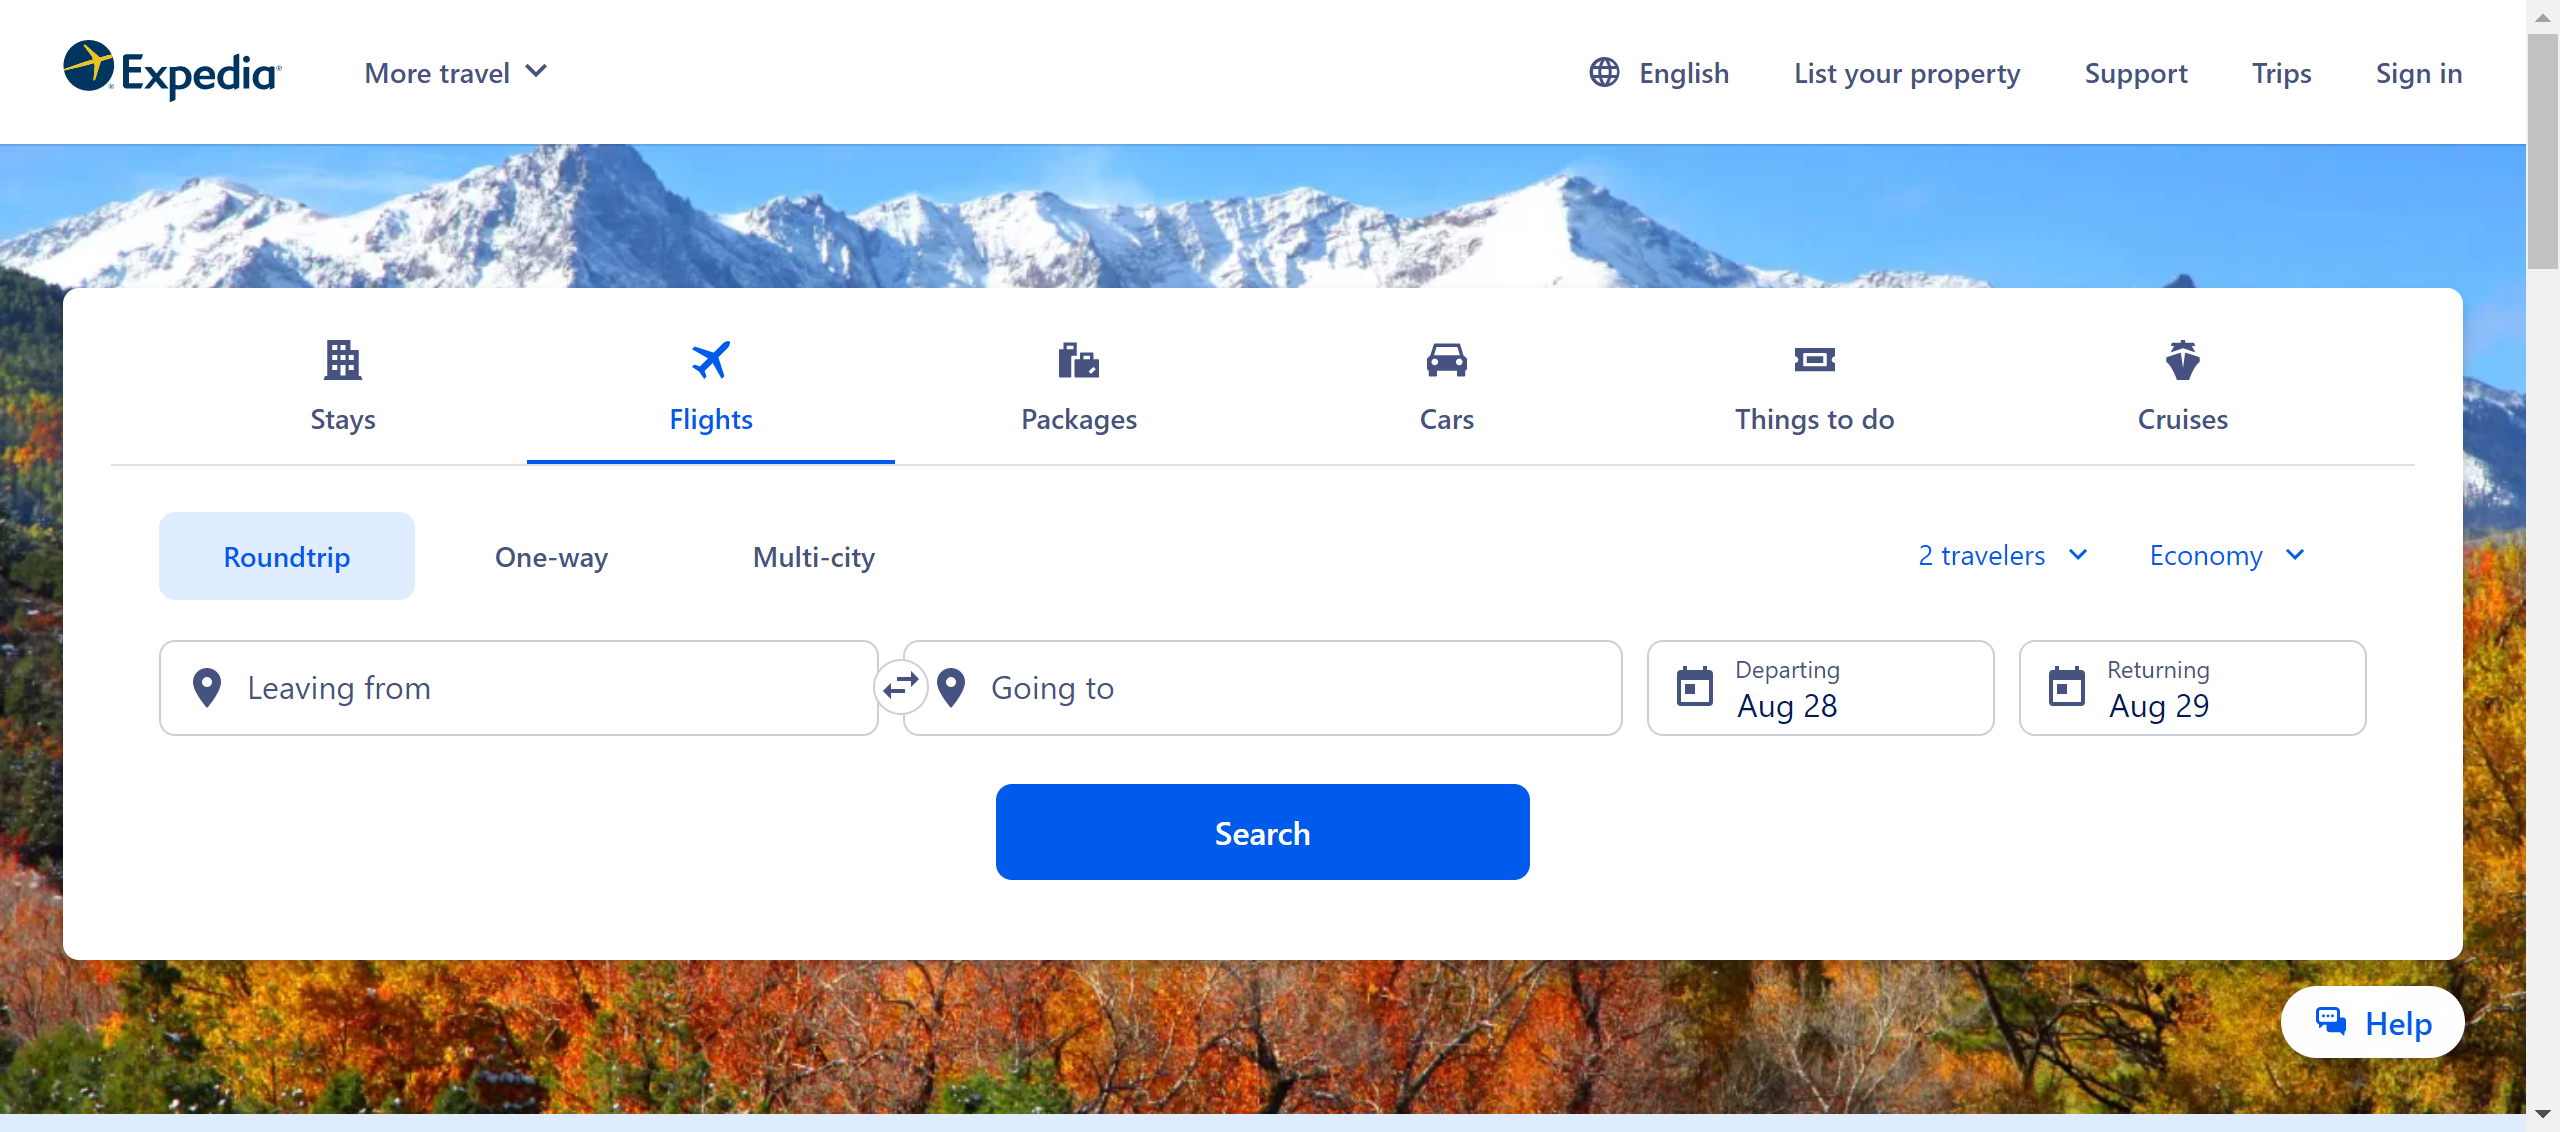 Expedia
More travel
English
List your property
Support
Trips
Sign in
Stays
Flights
Packages
Cars
Things to do
Cruises
Roundtrip
One-way
Multi-city
2 travelers
Economy
Leaving from
Going to
Departing
Aug 28
Returning
Aug 29
Search
Help